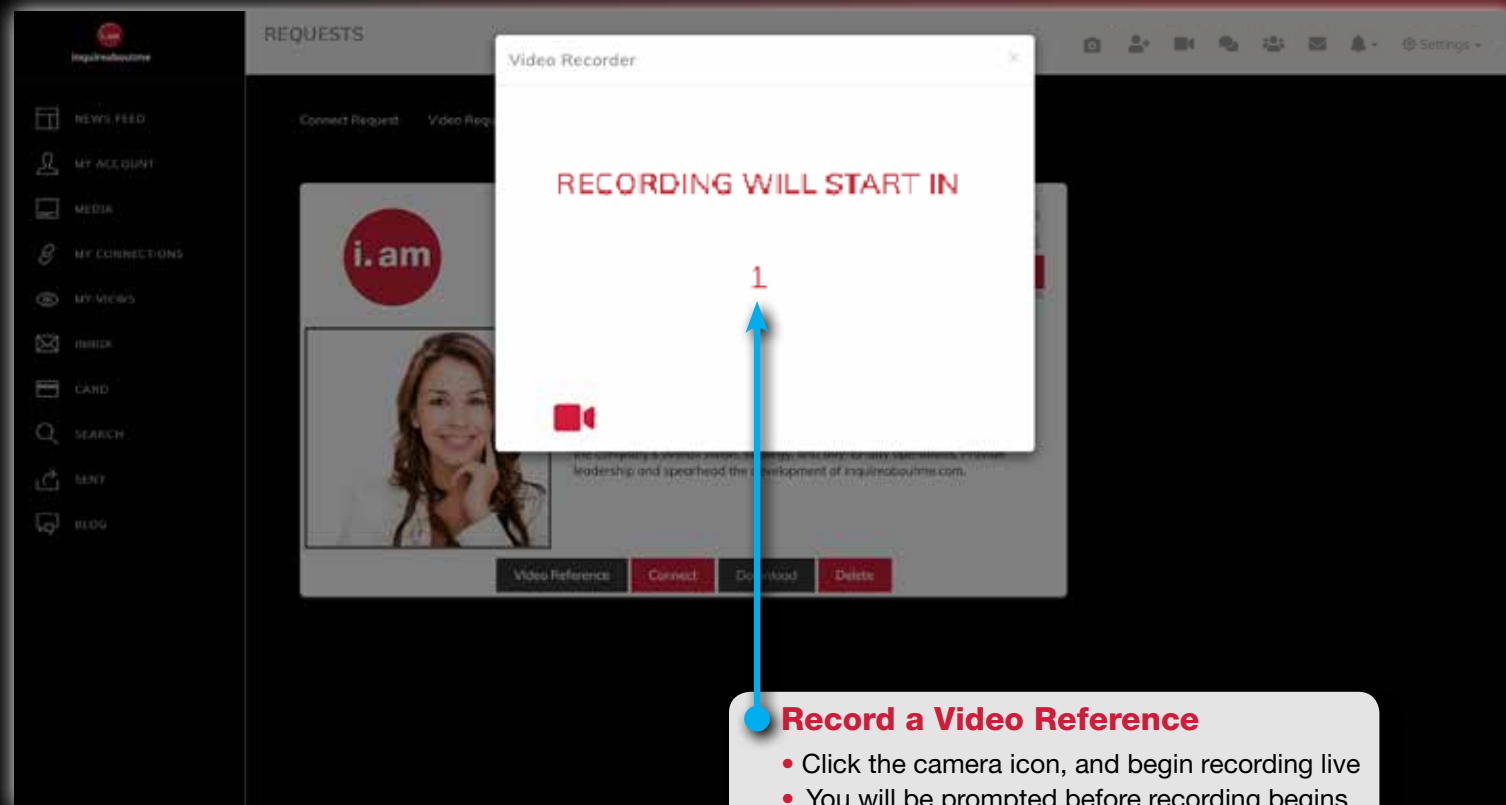 i.am
inquireaboutme
REQUESTS
Settings
Video Recorder
NEWS FEED
MY ACCOUNT
MEDIA
MY CONNECTIONS
MY VIEWS
INBOX
CARD
SEARCH
SENT
BLOG
Connect Request Video Requ
RECORDING WILL START IN
1
i.am
leadership and spearhead the development of inquireaboutme.com.
Video Reference Connect Download Delete
Record a Video Reference
• Click the camera icon, and begin recording live
• You will be prompted before recording begins